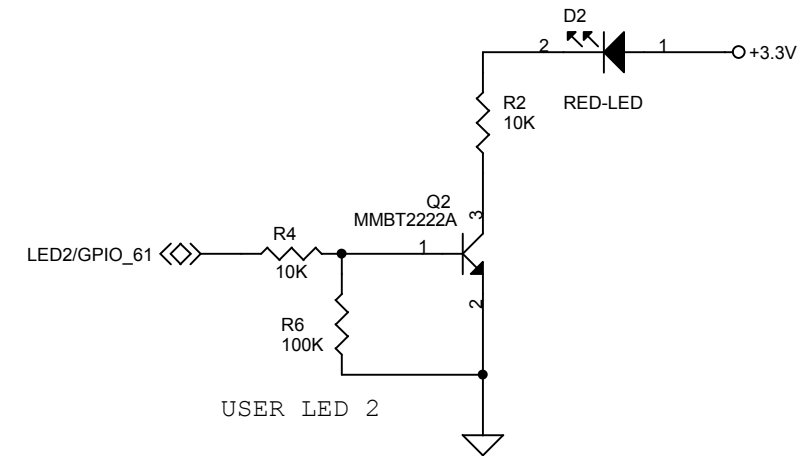 D2
2
1
+3.3V
R2
10K
RED-LED
Q2
MMBT2222A
3
LED2/GPIO_61
R4
10K
1
2
R6
100K
USER LED 2